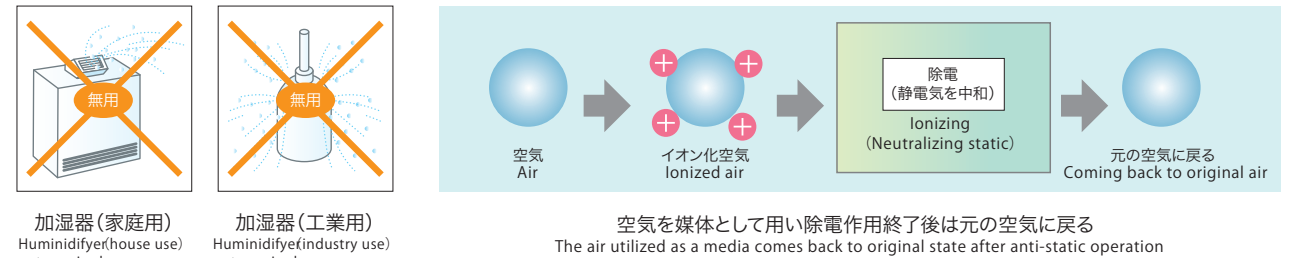 無用
無用
加湿器（家庭用）
Huminidifyer(house use)
加湿器（工業用）
Huminidifyer(industry use)
空気
Air
イオン化空気
Ionized air
除電
（静電気を中和）
Ionizing
（Neutralizing static）
元の空気に戻る
Coming back to original air
空気を媒体として用い除電作用終了後は元の空気に戻る
The air utilized as a media comes back to original state after anti-static operation